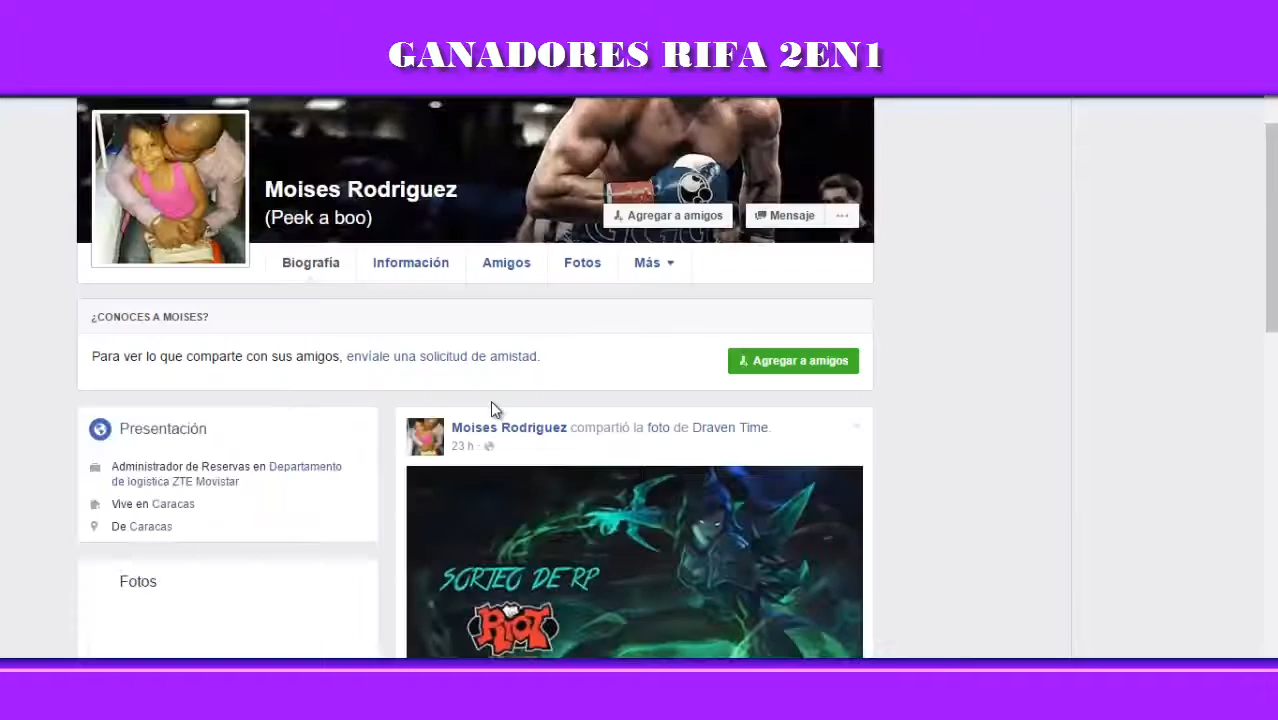 GANADORES RIFA 2EN1
Moises Rodriguez
(Peek a boo)
Agregar a amigos
Mensaje
Biografía
Información
Amigos
Fotos
Más
¿CONOCES A MOISES?
Para ver lo que comparte con sus amigos, envíale una solicitud de amistad.
Agregar a amigos
Presentación
Administrador de Reservas en Departamento
de logistica ZTE Movistar
Vive en Caracas
De Caracas
Fotos
Moises Rodriguez compartió la foto de Draven Time.
23 h ·
SORTEO DE RP
RIOT